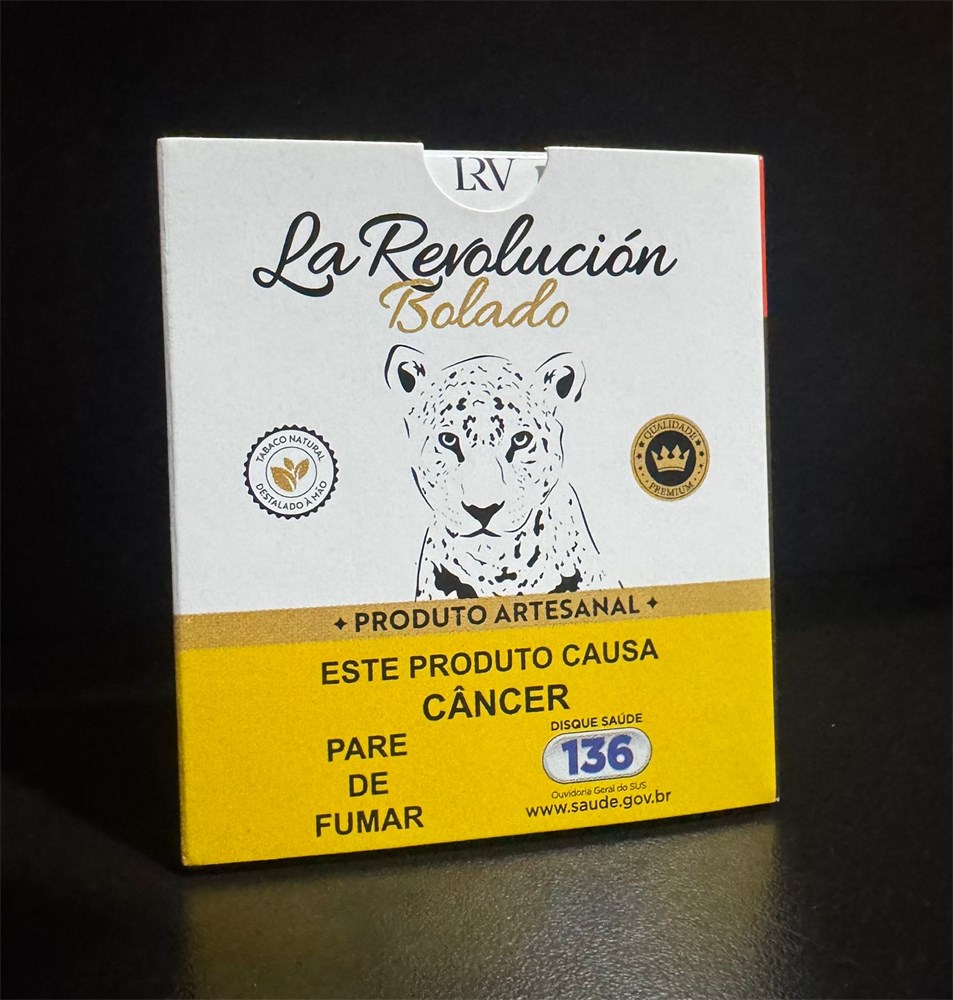 LRV
La Revolución
Bolado
TABACO NATURAL
DESTALADO À MÃO
QUALIDADE
PREMIUM
PRODUTO ARTESANAL
ESTE PRODUTO CAUSA
CÂNCER
PARE
DE
FUMAR
DISQUE SAÚDE
136
Ouvidoria Geral do SUS
www.saude.gov.br